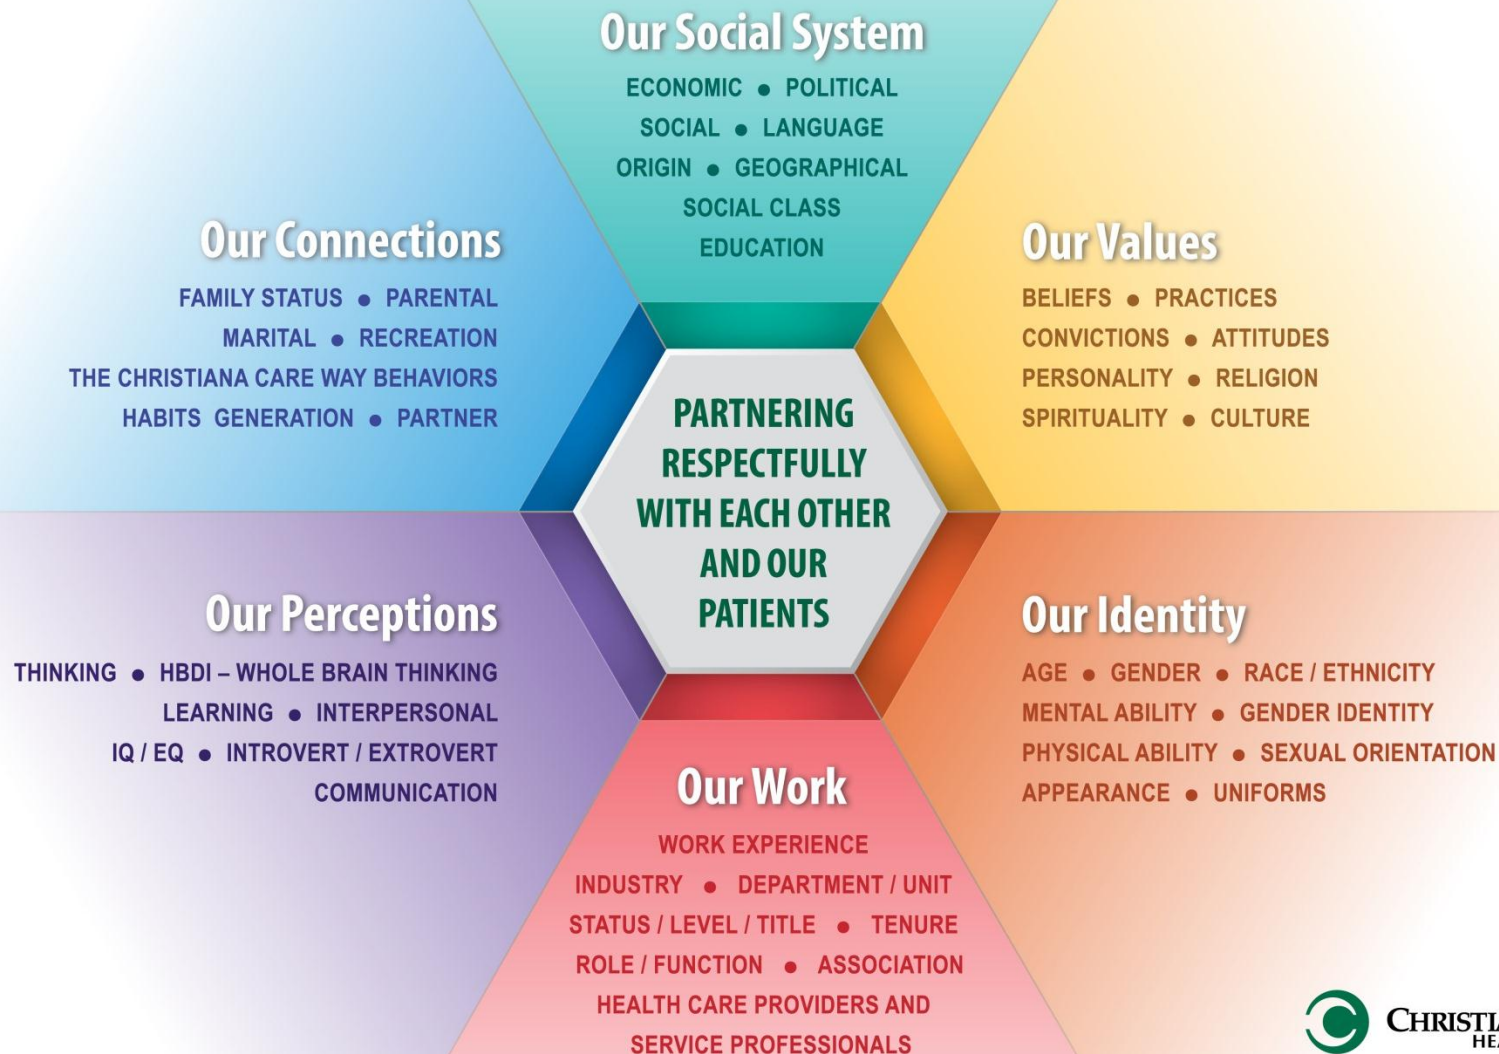 Our Social System
ECONOMIC ● POLITICAL
SOCIAL ● LANGUAGE
ORIGIN ● GEOGRAPHICAL
SOCIAL CLASS
EDUCATION
Our Connections
FAMILY STATUS ● PARENTAL
MARITAL ● RECREATION
THE CHRISTIANA CARE WAY BEHAVIORS
HABITS GENERATION ● PARTNER
Our Values
BELIEFS ● PRACTICES
CONVICTIONS ● ATTITUDES
PERSONALITY ● RELIGION
SPIRITUALITY ● CULTURE
PARTNERING
RESPECTFULLY
WITH EACH OTHER
AND OUR
PATIENTS
Our Perceptions
THINKING ● HBDI – WHOLE BRAIN THINKING
LEARNING ● INTERPERSONAL
IQ / EQ ● INTROVERT / EXTROVERT
COMMUNICATION
Our Identity
AGE ● GENDER ● RACE / ETHNICITY
MENTAL ABILITY ● GENDER IDENTITY
PHYSICAL ABILITY ● SEXUAL ORIENTATION
APPEARANCE ● UNIFORMS
Our Work
WORK EXPERIENCE
INDUSTRY ● DEPARTMENT / UNIT
STATUS / LEVEL / TITLE ● TENURE
ROLE / FUNCTION ● ASSOCIATION
HEALTH CARE PROVIDERS AND
SERVICE PROFESSIONALS